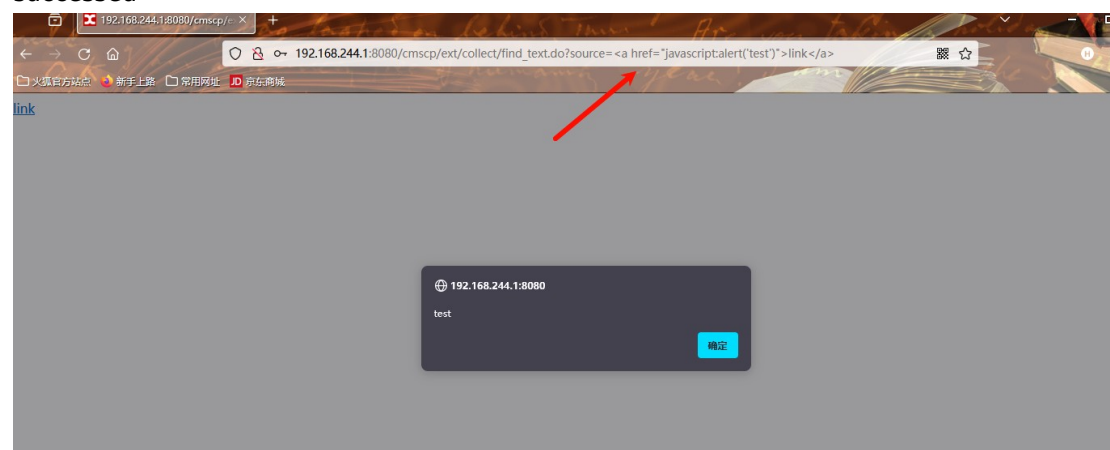 successed
192.168.244.1:8080/cmscp/e
192.168.244.1:8080/cmscp/ext/collect/find_text.do?source=<a href="javascript:alert('test')">link</a>
火狐官方站点 新手上路 常用网址 JD 京东商城
link
192.168.244.1:8080
test
确定